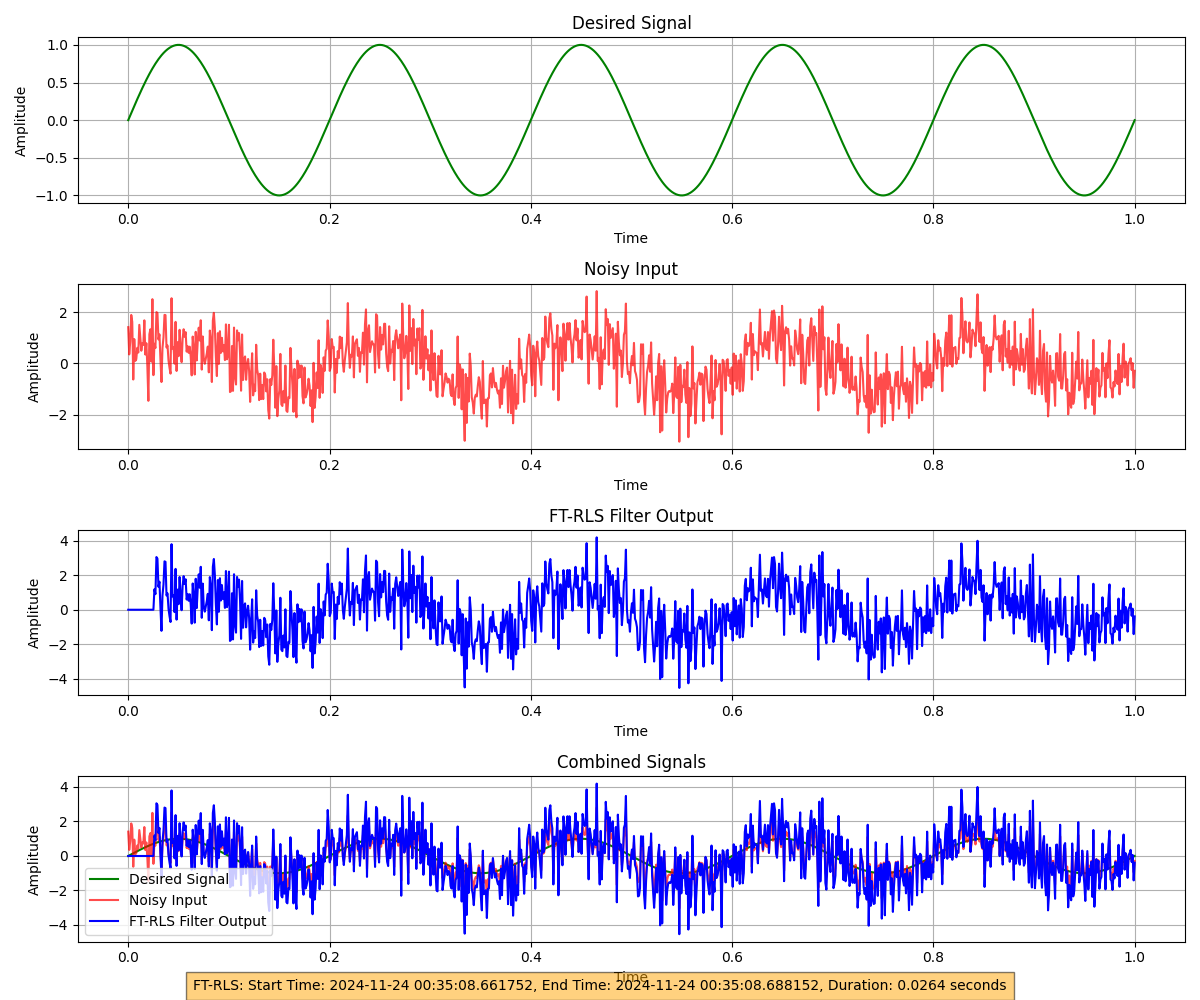 Desired Signal
Amplitude
1.0
0.5
0.0
−0.5
−1.0
0.0 0.2 0.4 0.6 0.8 1.0
Time
Noisy Input
Amplitude
2
0
−2
0.0 0.2 0.4 0.6 0.8 1.0
Time
FT-RLS Filter Output
Amplitude
4
2
0
−2
−4
0.0 0.2 0.4 0.6 0.8 1.0
Time
Combined Signals
Amplitude
4
2
0
−2
−4
Desired Signal
Noisy Input
FT-RLS Filter Output
0.0 0.2 0.4 0.6 0.8 1.0
Time
FT-RLS: Start Time: 2024-11-24 00:35:08.661752, End Time: 2024-11-24 00:35:08.688152, Duration: 0.0264 seconds